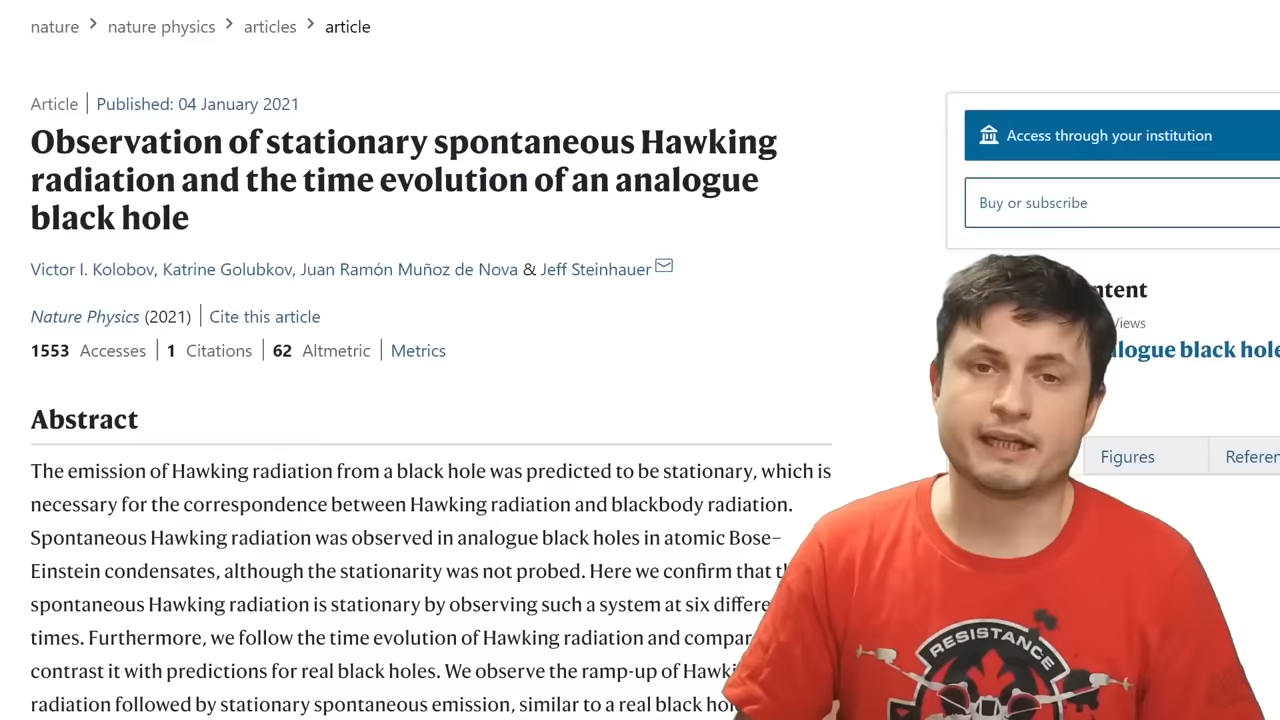 nature > nature physics > articles > article
Article | Published: 04 January 2021
Observation of stationary spontaneous Hawking
radiation and the time evolution of an analogue
black hole
Victor I. Kolobov, Katrine Golubkov, Juan Ramón Muñoz de Nova & Jeff Steinhauer
Nature Physics (2021) | Cite this article
1553 Accesses | 1 Citations | 62 Altmetric | Metrics
Abstract
The emission of Hawking radiation from a black hole was predicted to be stationary, which is
necessary for the correspondence between Hawking radiation and blackbody radiation.
Spontaneous Hawking radiation was observed in analogue black holes in atomic Bose–
Einstein condensates, although the stationarity was not probed. Here we confirm that
spontaneous Hawking radiation is stationary by observing such a system at six
times. Furthermore, we follow the time evolution of Hawking radiation and
contrast it with predictions for real black holes. We observe the ramp-up of
radiation followed by stationary spontaneous emission, similar to a real black
Access through your institution
Buy or subscribe
Views
black
Figures
RESISTANCE